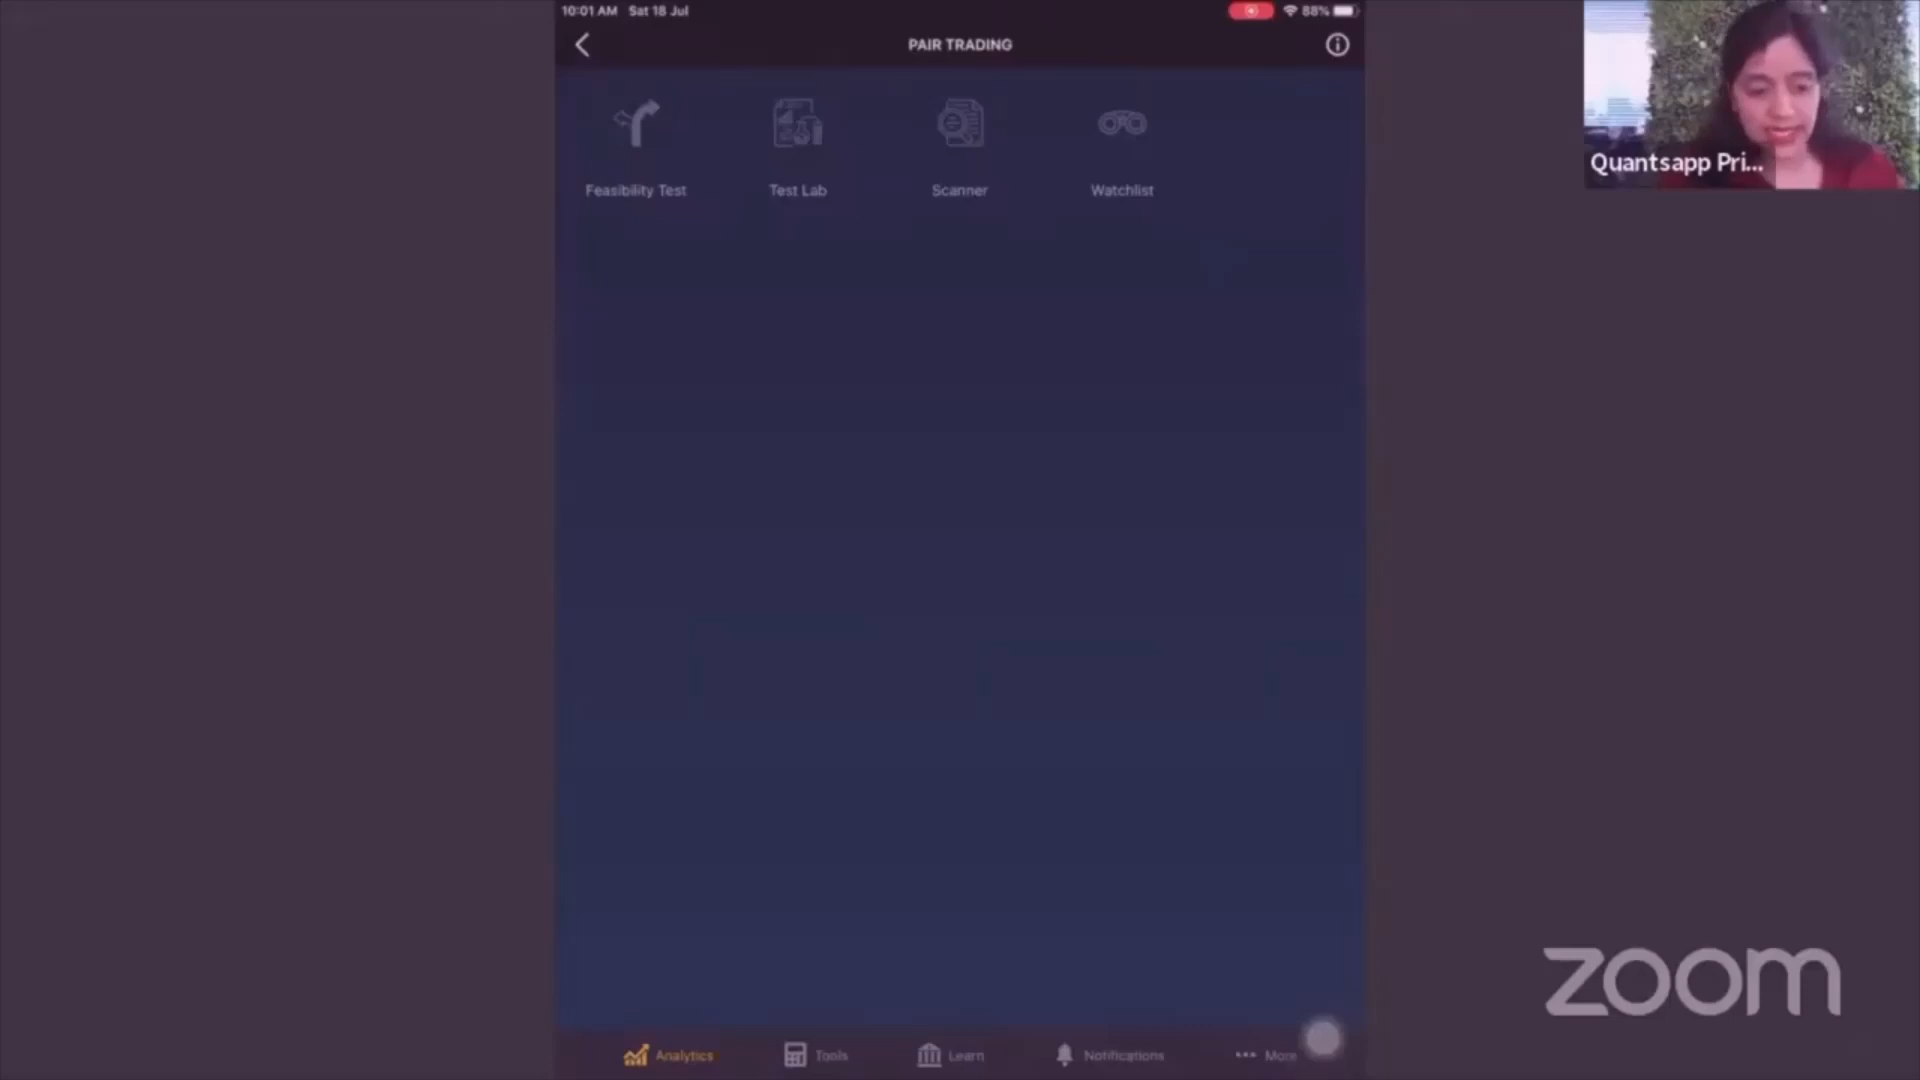 10:01 AM Sat 18 Jul
88%
PAIR TRADING
Quantsapp Pri...
Feasibility Test
Test Lab
Scanner
Watchlist
zoom
Analytics
Tools
Learn
Notifications
More